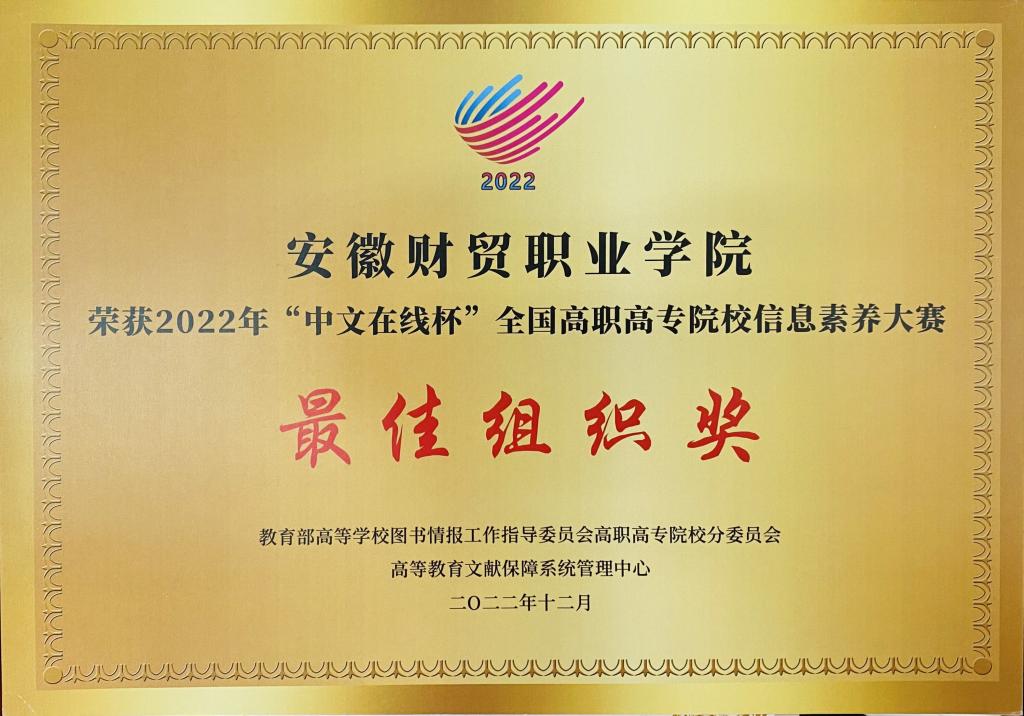 2022
安徽财贸职业学院
荣获2022年“中文在线杯”全国高职高专院校信息素养大赛
最佳组织奖
教育部高等学校图书情报工作指导委员会高职高专院校分委员会
高等教育文献保障系统管理中心
二〇二二年十二月